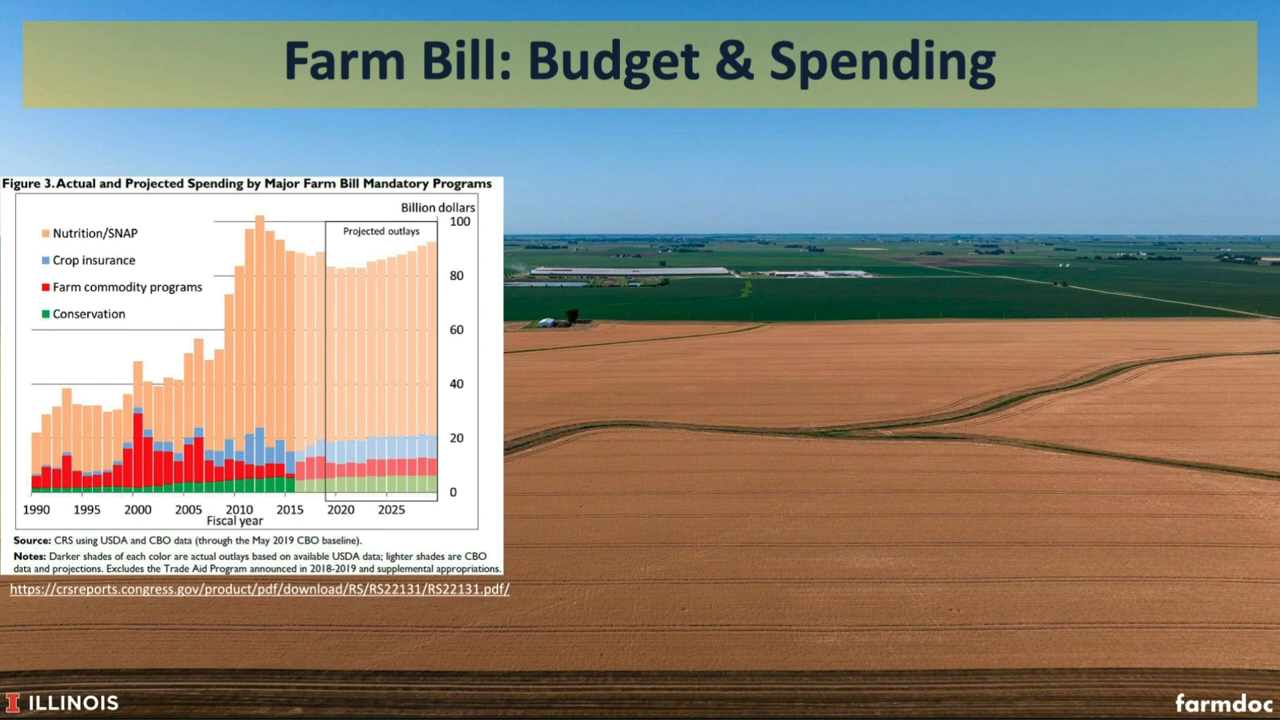 Farm Bill: Budget & Spending
Figure 3. Actual and Projected Spending by Major Farm Bill Mandatory Programs
Billion dollars
100
Projected outlays
Nutrition/SNAP
Crop insurance
80
Farm commodity programs
Conservation
60
40
20
0
1990 1995 2000 2005 2010 2015 2020 2025
Fiscal year
Source: CRS using USDA and CBO data (through the May 2019 CBO baseline).
Notes: Darker shades of each color are actual outlays based on available USDA data; lighter shades are CBO
data and projections. Excludes the Trade Aid Program announced in 2018-2019 and supplemental appropriations.
https://crsreports.congress.gov/product/pdf/download/RS/RS22131/RS22131.pdf/
I ILLINOIS
farmdoc